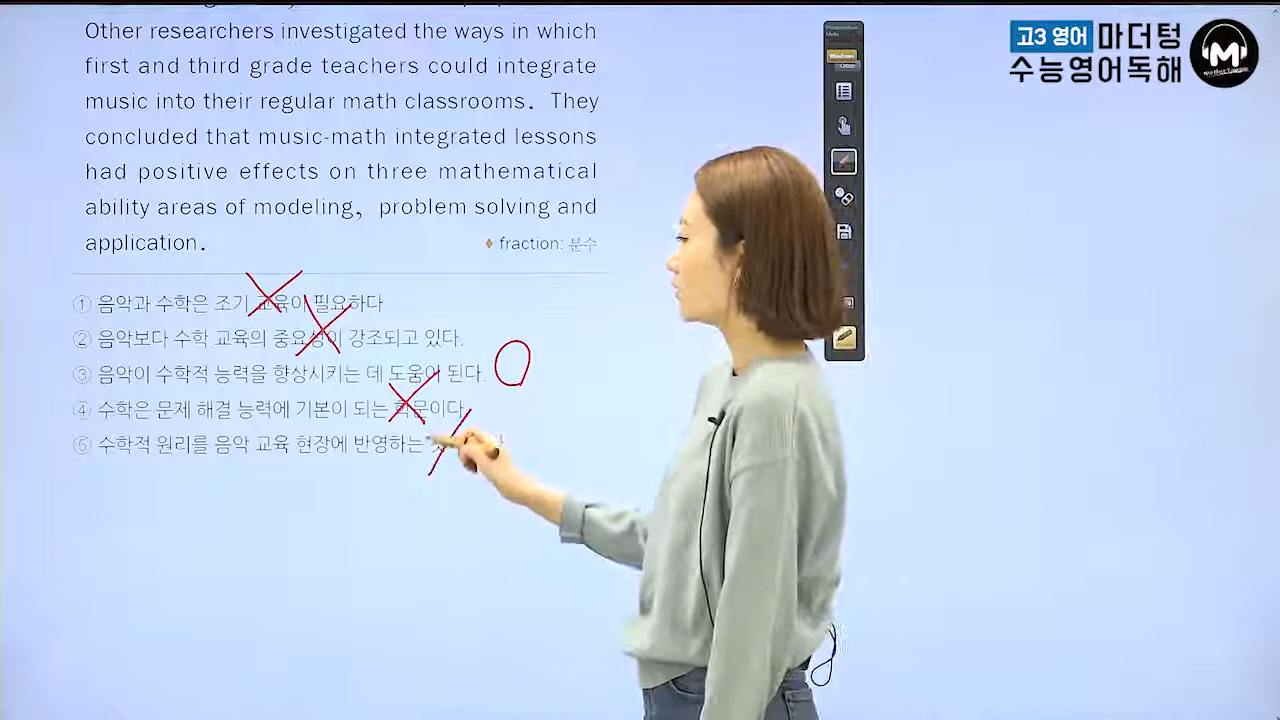 Other researchers investigated the ways in w
first and third grad
music into their regular math classrooms. They
concluded that music-math integrated lessons
had positive effects on their mathematical
ability areas of modeling, problem solving and
application.
♦ fraction: 분수
① 음악과 수학은 조기 교육이 필요하다
② 음악보다 수학 교육의 중요성이 강조되고 있다.
③ 음악이 수학적 능력을 향상시키는 데 도움이 된다.
④ 수학은 문제 해결 능력에 기본이 되는 학문이다.
⑤ 수학적 원리를 음악 교육 현장에 반영하는
Windows
고3 영어 마더텅
수능영어독해
M